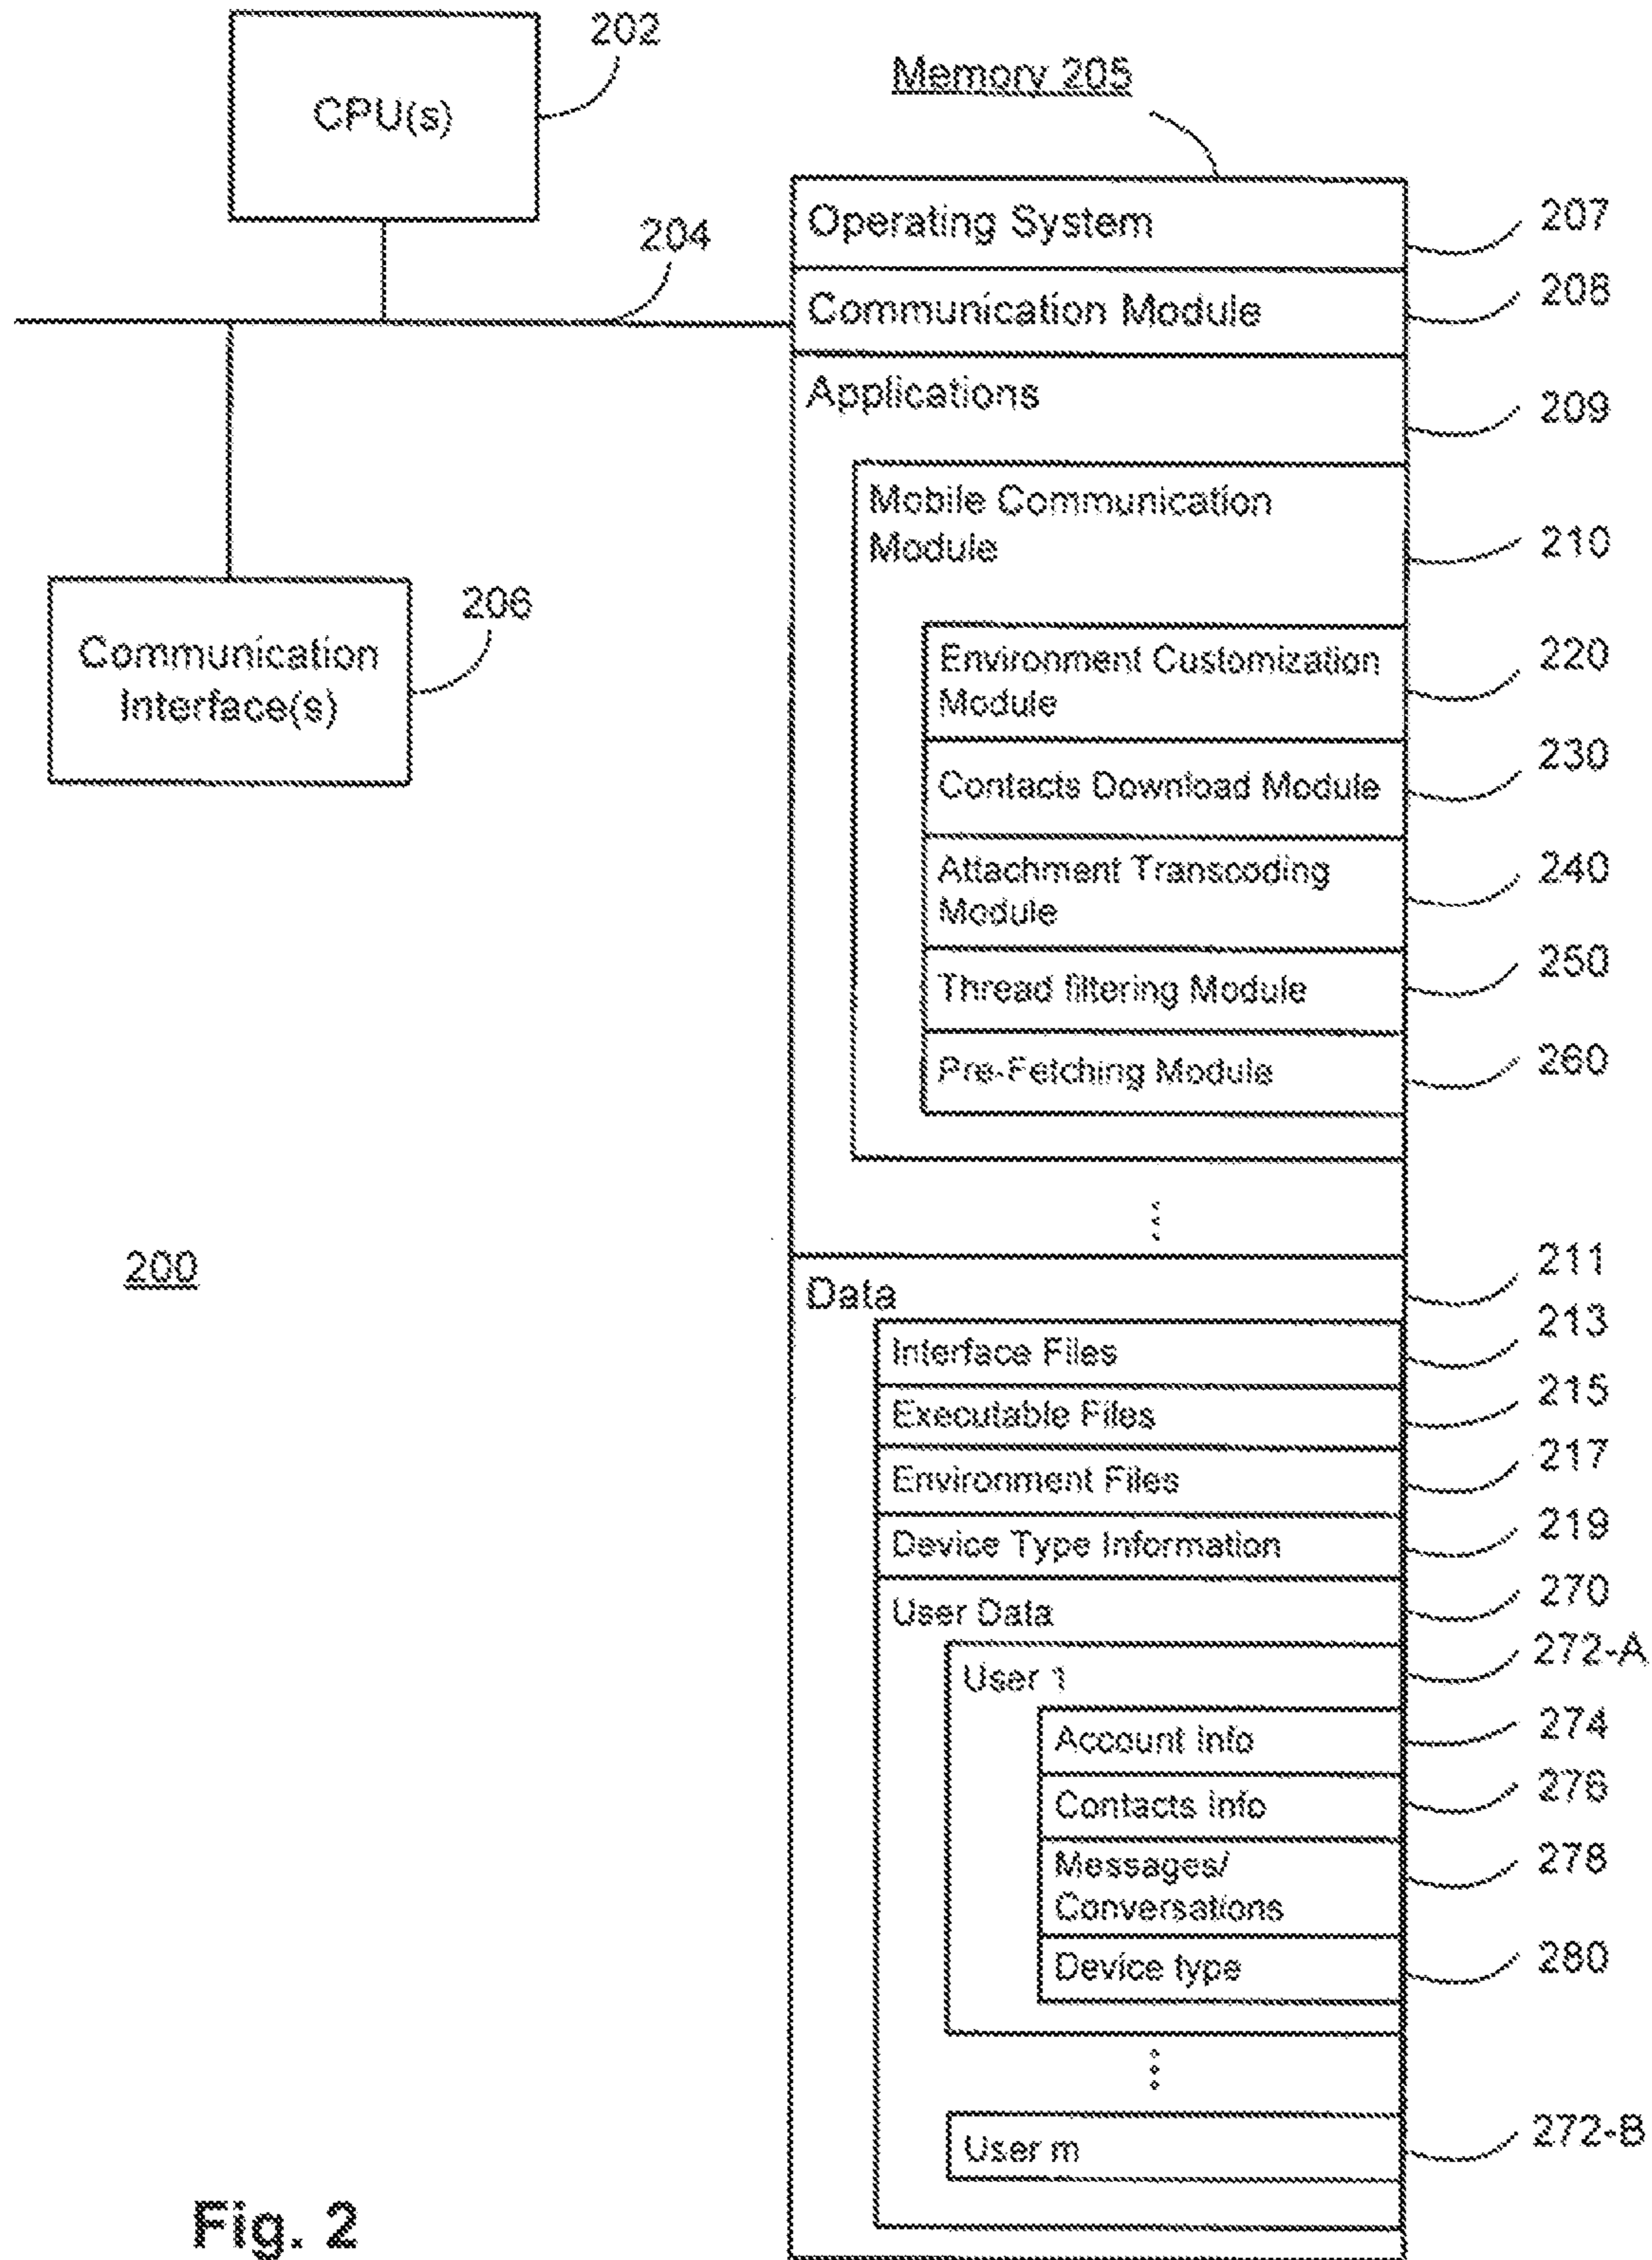 202
CPU(s)
Memory 205
Operating System
207
204
Communication Module
208
Applications
209
Mobile Communication
Module
210
206
Communication
Interface(s)
Environment Customization
Module
220
Contacts Download Module
230
Attachment Transcoding
Module
240
Thread filtering Module
250
Pre-Fetching Module
260
200
211
Data
Interface Files
213
Executable Files
215
Environment Files
217
Device Type Information
219
User Data
270
User 1
272-A
Account info
274
Contacts info
276
Messages/
Conversations
278
Device type
280
User m
272-B
Fig. 2